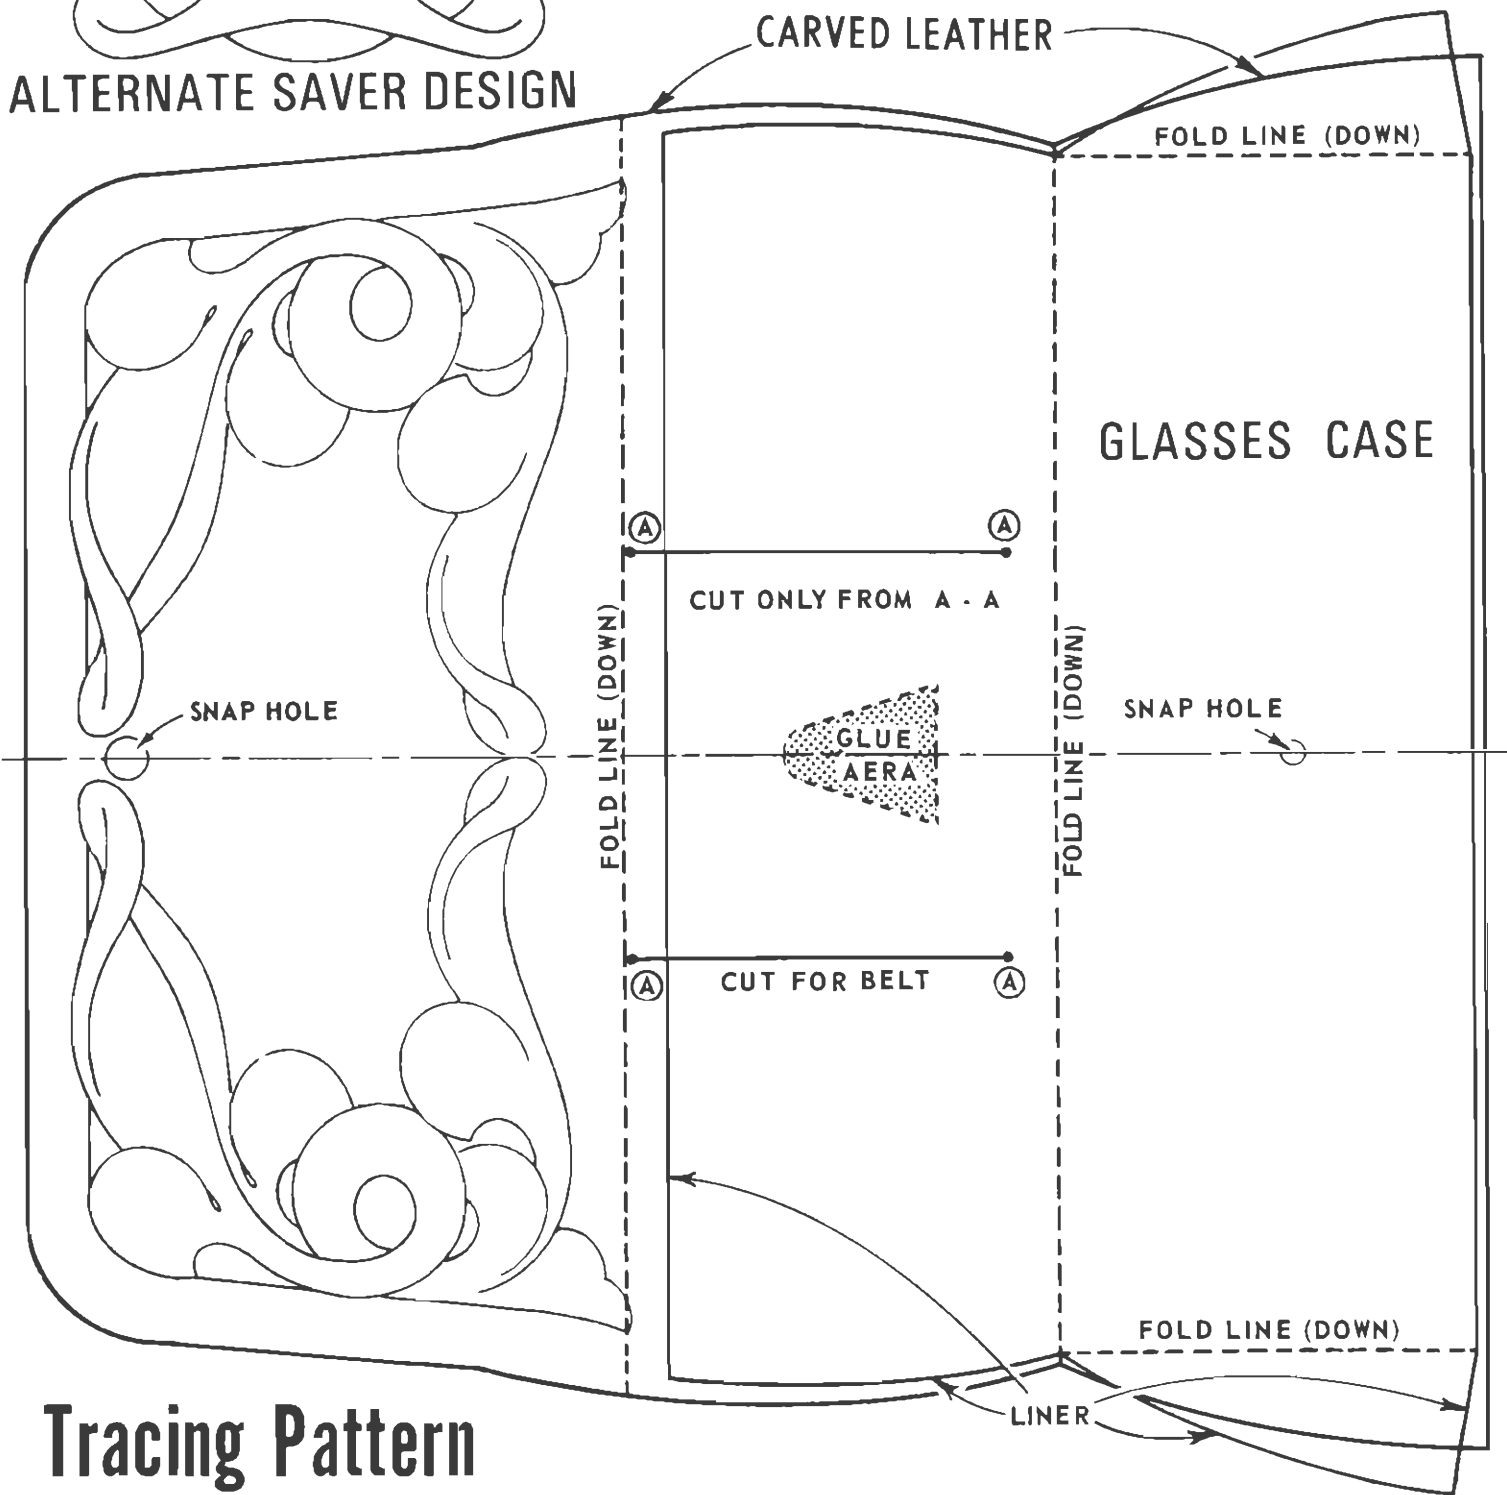 CARVED LEATHER
ALTERNATE SAVER DESIGN
FOLD LINE (DOWN)
GLASSES CASE
A
A
CUT ONLY FROM A - A
FOLD LINE (DOWN)
FOLD LINE (DOWN)
SNAP HOLE
SNAP HOLE
GLUE
AERA
A
CUT FOR BELT
A
FOLD LINE (DOWN)
LINER
Tracing Pattern